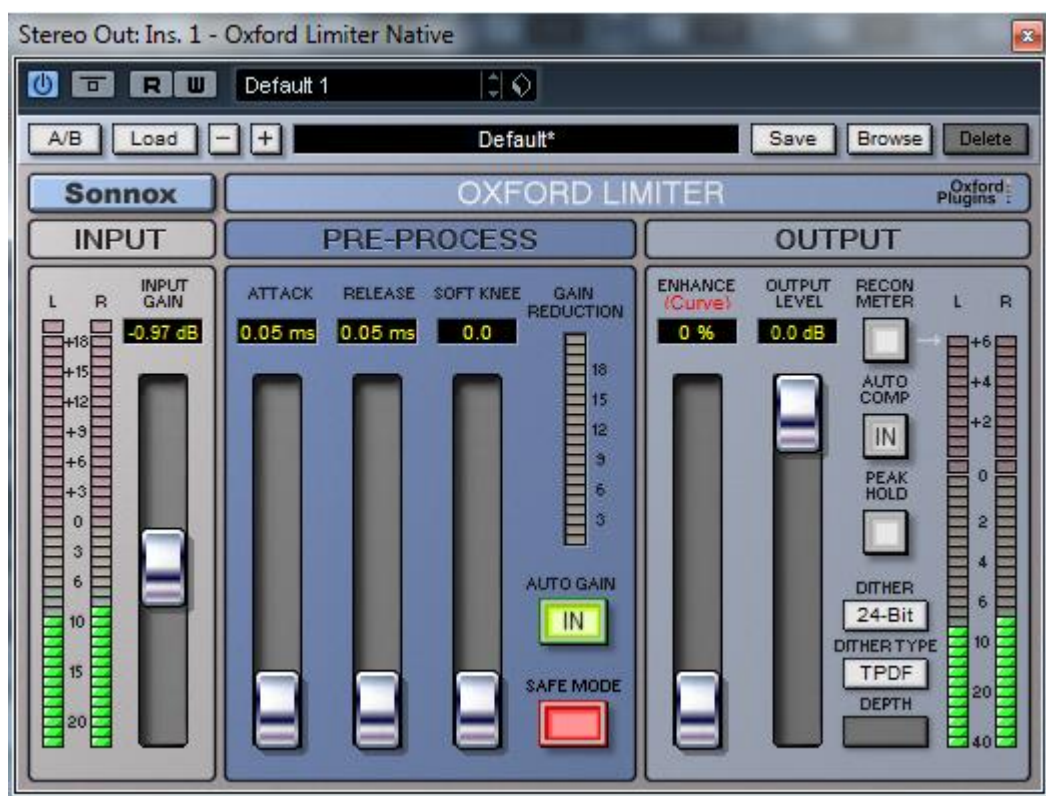 Stereo Out: Ins. 1 - Oxford Limiter Native
x
R W Default 1
A/B Load - + Default* Save Browse Delete
Sonnox OXFORD LIMITER Oxford Plugins
INPUT PRE-PROCESS OUTPUT
L R INPUT GAIN
-0.97 dB
+18
+15
+12
+9
+6
+3
0
3
6
10
15
20
ATTACK RELEASE SOFT KNEE GAIN REDUCTION
0.05 ms 0.05 ms 0.0
18
15
12
9
6
3
AUTO GAIN
IN
SAFE MODE
ENHANCE
(Curve)
0 %
OUTPUT
LEVEL
0.0 dB
RECON
METER
AUTO
COMP
IN
PEAK
HOLD
DITHER
24-Bit
DITHER TYPE
TPDF
DEPTH
L R
+6
+4
+2
0
2
4
6
10
20
40